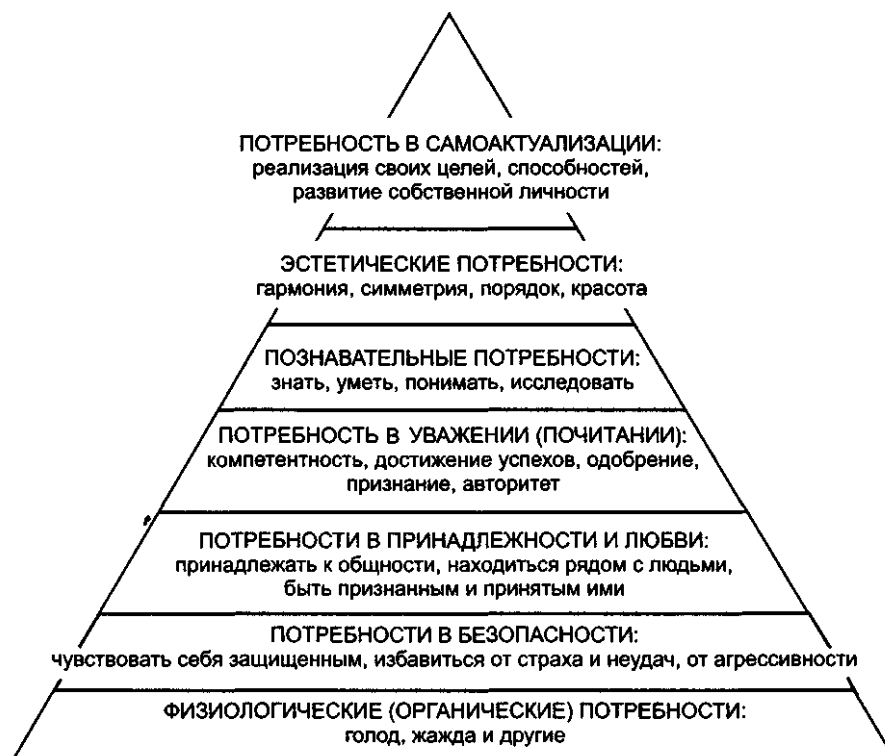 ПОТРЕБНОСТЬ В САМОАКТУАЛИЗАЦИИ:
реализация своих целей, способностей,
развитие собственной личности
ЭСТЕТИЧЕСКИЕ ПОТРЕБНОСТИ:
гармония, симметрия, порядок, красота
ПОЗНАВАТЕЛЬНЫЕ ПОТРЕБНОСТИ:
знать, уметь, понимать, исследовать
ПОТРЕБНОСТЬ В УВАЖЕНИИ (ПОЧИТАНИИ):
компетентность, достижение успехов, одобрение,
признание, авторитет
ПОТРЕБНОСТИ В ПРИНАДЛЕЖНОСТИ И ЛЮБВИ:
принадлежать к общности, находиться рядом с людьми,
быть признанным и принятым ими
ПОТРЕБНОСТИ В БЕЗОПАСНОСТИ:
чувствовать себя защищенным, избавиться от страха и неудач, от агрессивности
ФИЗИОЛОГИЧЕСКИЕ (ОРГАНИЧЕСКИЕ) ПОТРЕБНОСТИ:
голод, жажда и другие